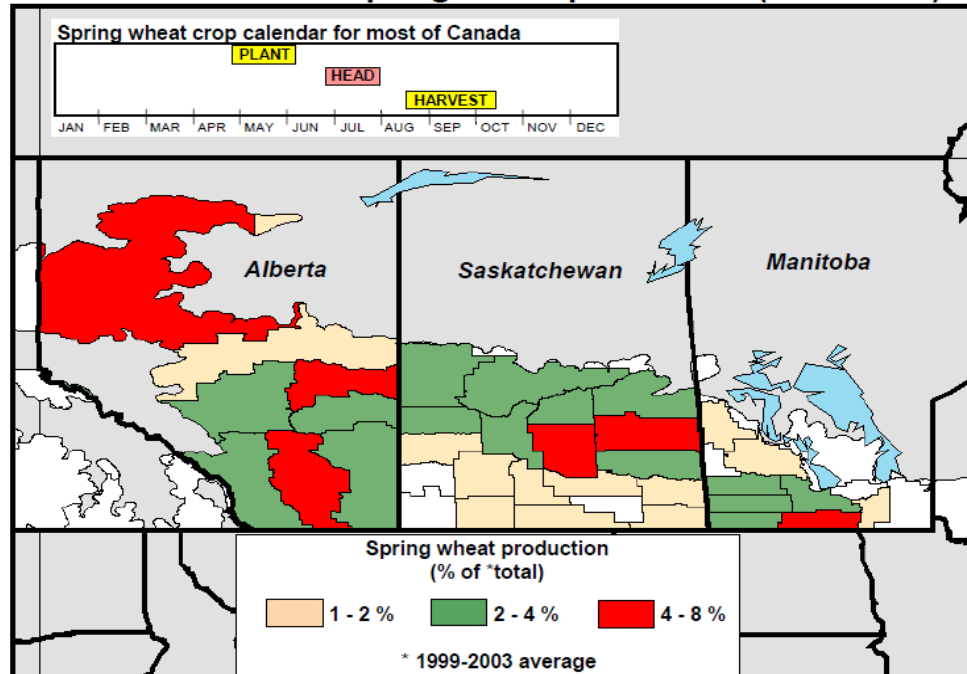 Spring wheat crop calendar for most of Canada
PLANT
HEAD
HARVEST
JAN FEB MAR APR MAY JUN JUL AUG SEP OCT NOV DEC
Alberta
Saskatchewan
Manitoba
Spring wheat production
(% of *total)
1 - 2 %
2 - 4 %
4 - 8 %
* 1999-2003 average